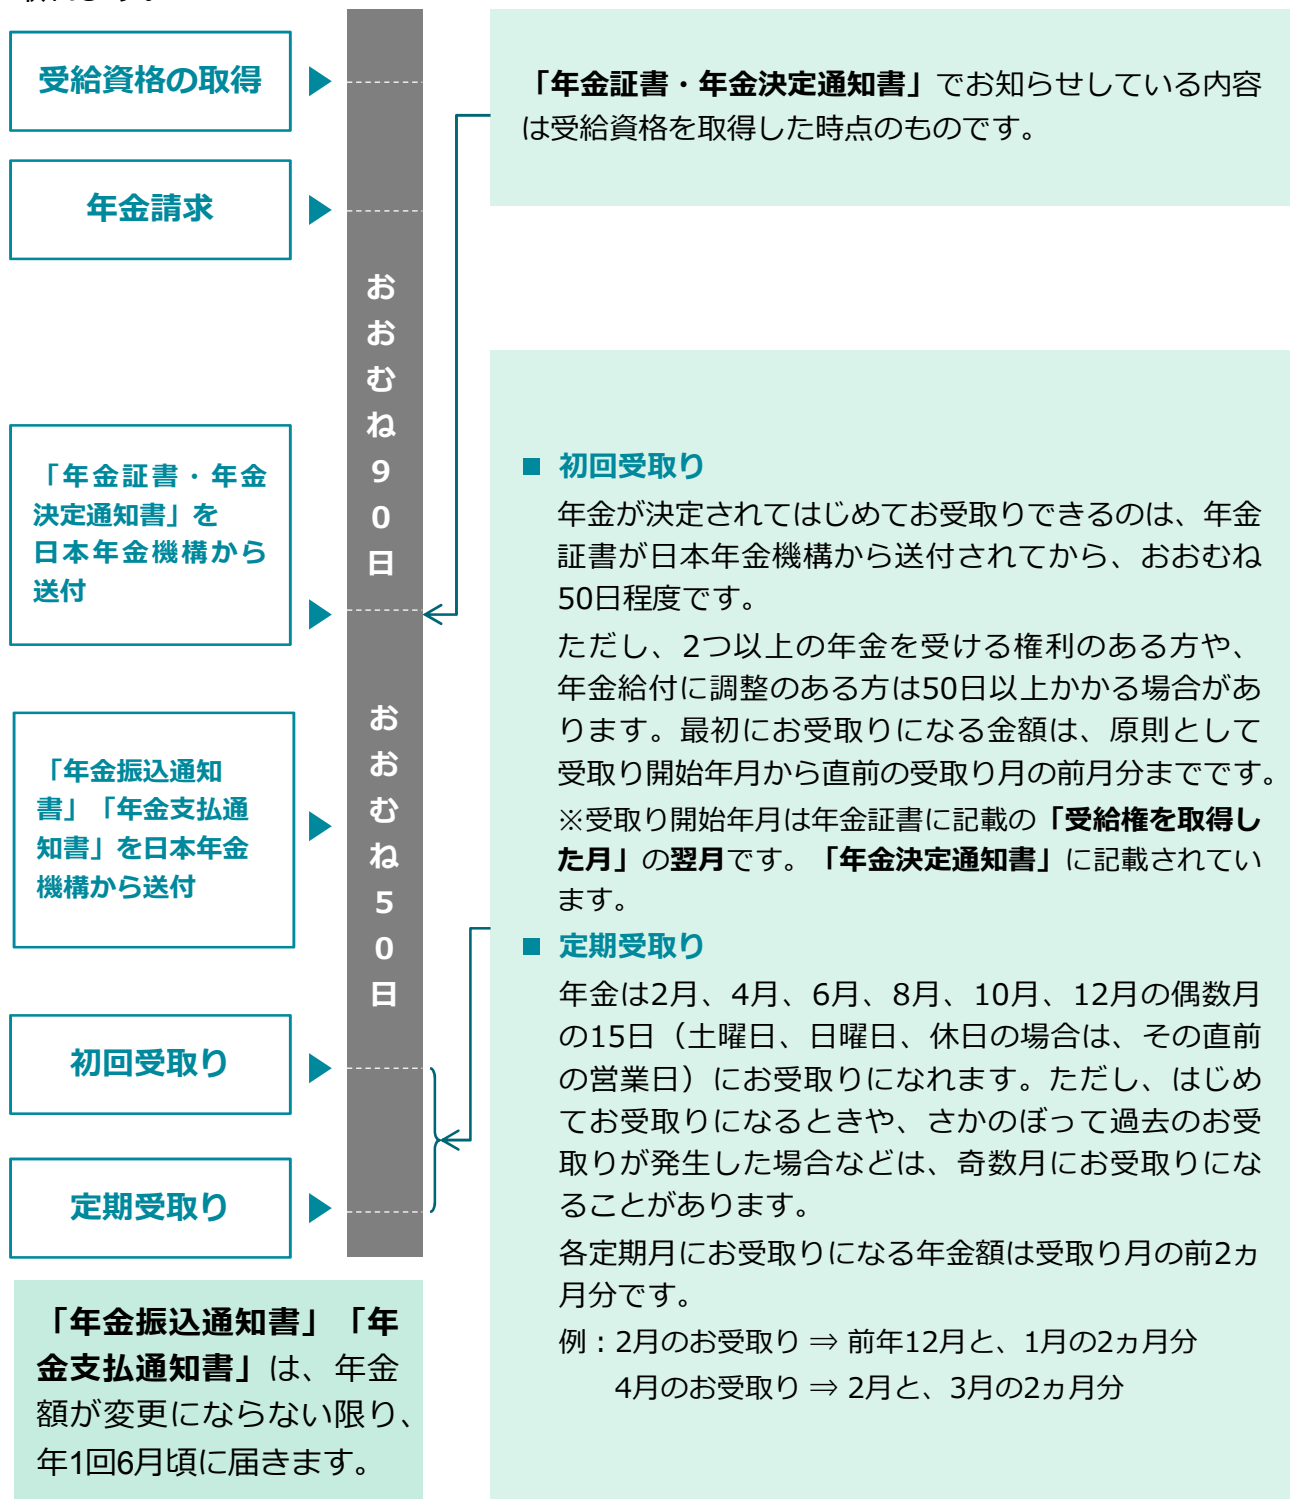 受給資格の取得
年金請求
「年金証書・年金
決定通知書」を
日本年金機構から
送付
「年金振込通知
書」「年金支払通
知書」を日本年金
機構から送付
初回受取り
定期受取り
おおむね90日
おおむね50日
「年金振込通知書」「年
金支払通知書」は、年金
額が変更にならない限り、
年1回6月頃に届きます。
「年金証書・年金決定通知書」でお知らせしている内容
は受給資格を取得した時点のものです。
■ 初回受取り
年金が決定されてはじめてお受取りできるのは、年金
証書が日本年金機構から送付されてから、おおむね
50日程度です。
ただし、2つ以上の年金を受ける権利のある方や、
年金給付に調整のある方は50日以上かかる場合があ
ります。最初にお受取りになる金額は、原則として
受取り開始年月から直前の受取り月の前月分までです。
※受取り開始年月は年金証書に記載の「受給権を取得し
た月」の翌月です。「年金決定通知書」に記載されてい
ます。
■ 定期受取り
年金は2月、4月、6月、8月、10月、12月の偶数月
の15日（土曜日、日曜日、休日の場合は、その直前
の営業日）にお受取りになれます。ただし、はじめ
てお受取りになるときや、さかのぼって過去のお受
取りが発生した場合などは、奇数月にお受取りにな
ることがあります。
各定期月にお受取りになる年金額は受取り月の前2ヵ
月分です。
例：2月のお受取り ⇒ 前年12月と、1月の2ヵ月分
4月のお受取り ⇒ 2月と、3月の2ヵ月分